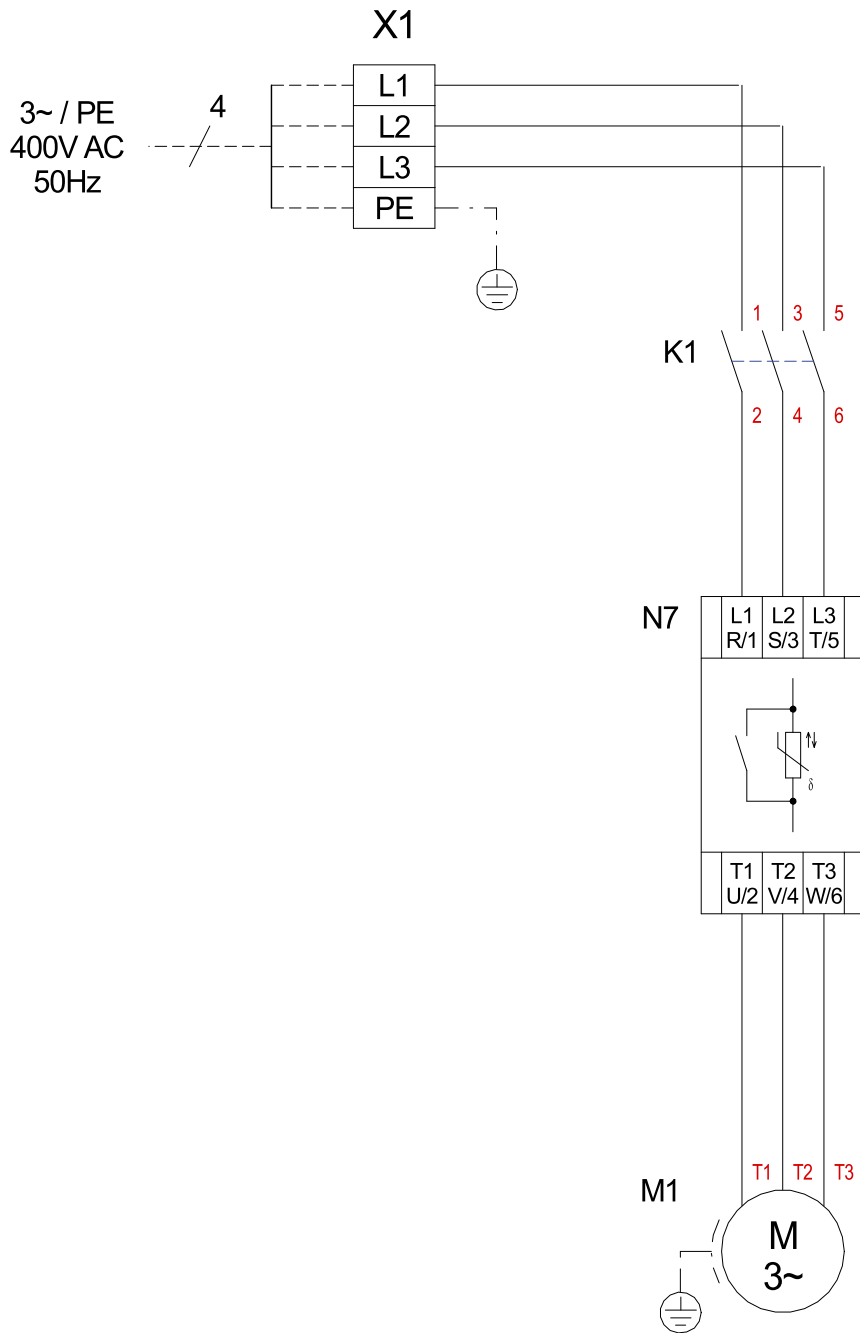 X1
3~ / PE
400V AC
50Hz
4
L1
L2
L3
PE
1 3 5
K1
2 4 6
N7
L1 L2 L3
R/1 S/3 T/5
δ
T1 T2 T3
U/2 V/4 W/6
T1 T2 T3
M1
M
3~